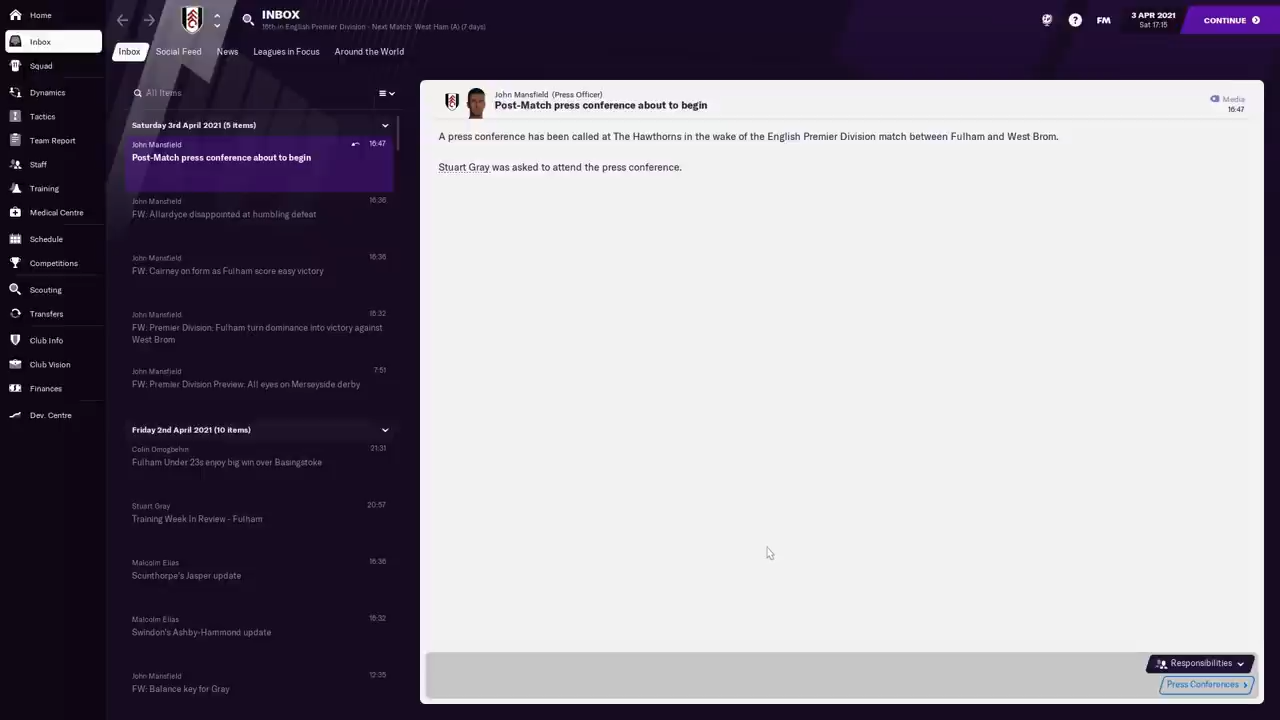 Home
Inbox
Squad
Dynamics
Tactics
Team Report
Staff
Training
Medical Centre
Schedule
Competitions
Scouting
Transfers
Club Info
Club Vision
Finances
Dev. Centre
INBOX
16th in English Premier Division - Next Match: West Ham (A) (7 days)
FM
3 APR 2021
Sat 17:15
CONTINUE
Inbox
Social Feed
News
Leagues in Focus
Around the World
All Items
Saturday 3rd April 2021 (5 items)
John Mansfield
16:47
Post-Match press conference about to begin
John Mansfield
16:36
FW: Allardyce disappointed at humbling defeat
John Mansfield
16:36
FW: Cairney on form as Fulham score easy victory
John Mansfield
16:32
FW: Premier Division: Fulham turn dominance into victory against
West Brom
John Mansfield
7:51
FW: Premier Division Preview: All eyes on Merseyside derby
Friday 2nd April 2021 (10 items)
Colin Omogbehin
21:31
Fulham Under 23s enjoy big win over Basingstoke
Stuart Gray
20:57
Training Week In Review - Fulham
Malcolm Elias
16:36
Scunthorpe's Jasper update
Malcolm Elias
16:32
Swindon's Ashby-Hammond update
John Mansfield
12:35
FW: Balance key for Gray
John Mansfield (Press Officer)
Post-Match press conference about to begin
Media
16:47
A press conference has been called at The Hawthorns in the wake of the English Premier Division match between Fulham and West Brom.
Stuart Gray was asked to attend the press conference.
Responsibilities
Press Conferences